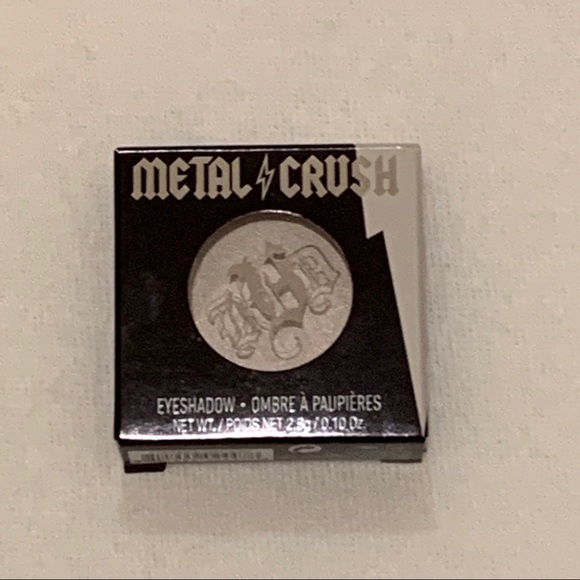 METAL CRUSH
EYESHADOW • OMBRE À PAUPIÈRES
NET WT. / POIDS NET 2.8g / 0.10 Oz.